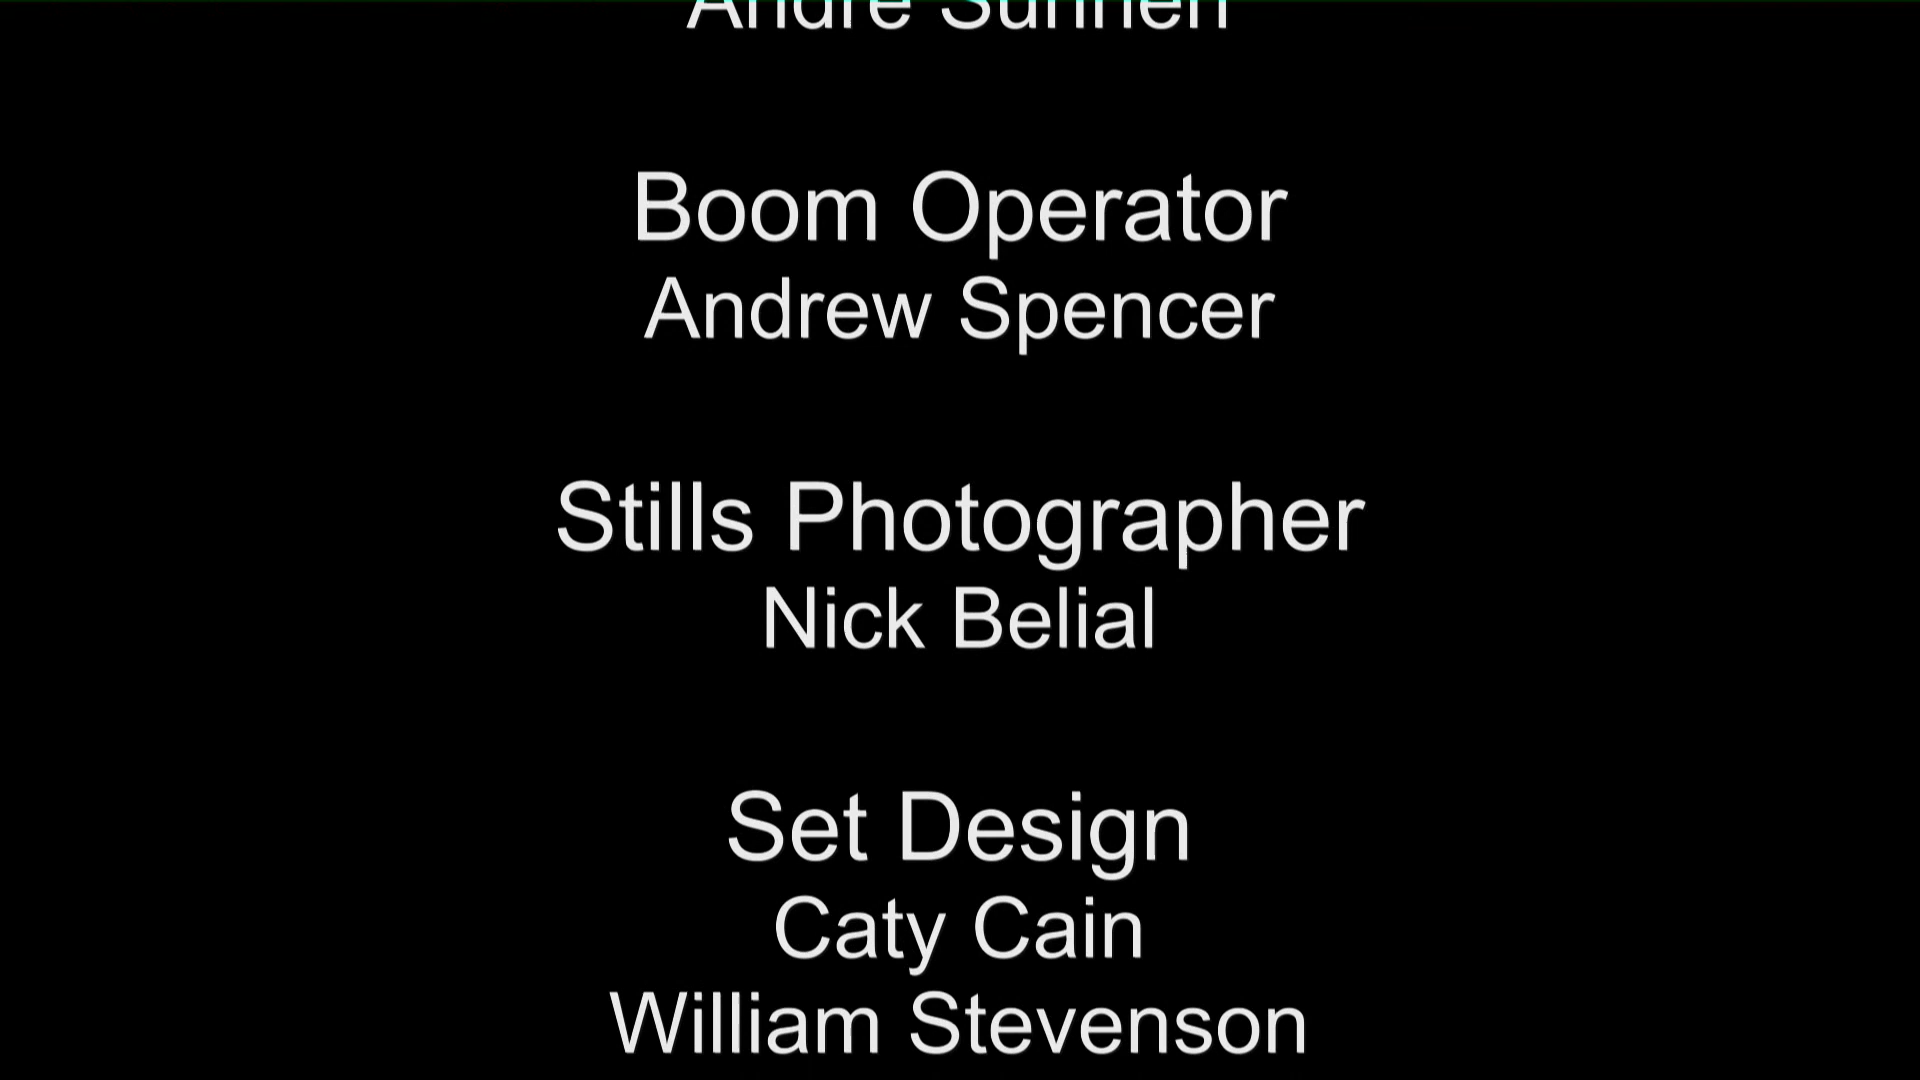 Boom Operator
Andrew Spencer
Stills Photographer
Nick Belial
Set Design
Caty Cain
William Stevenson